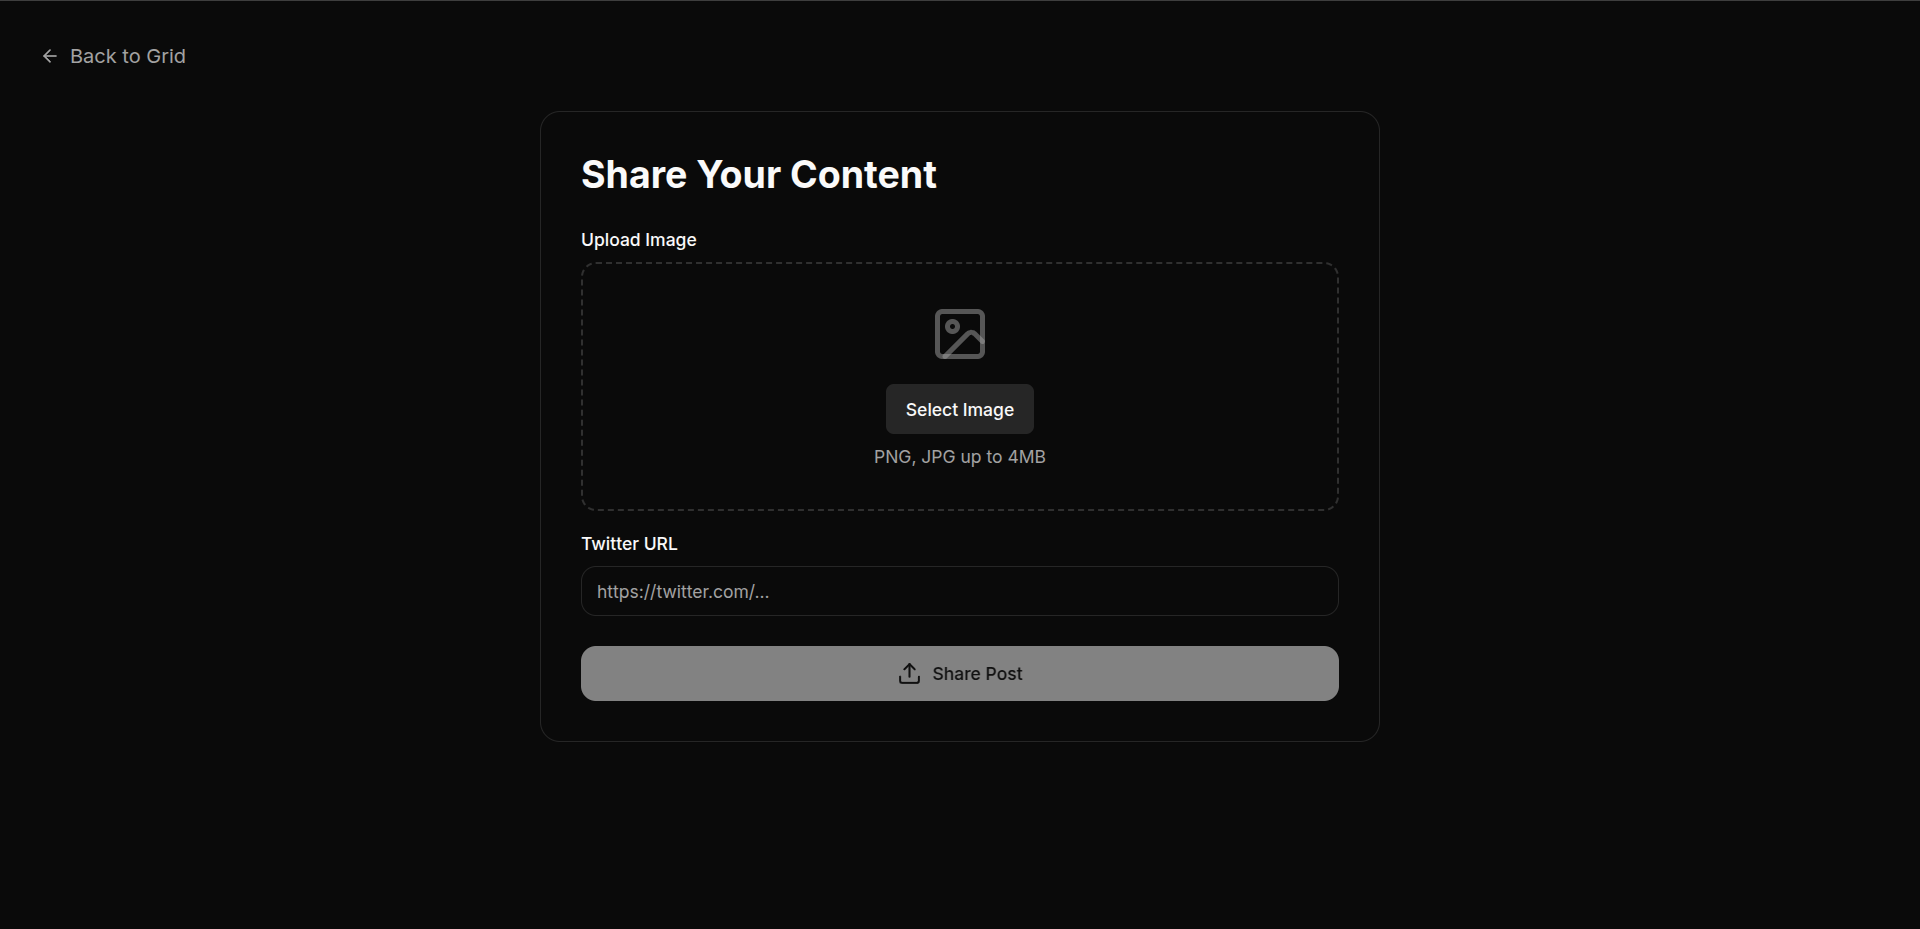 Back to Grid
Share Your Content
Upload Image
Select Image
PNG, JPG up to 4MB
Twitter URL
https://twitter.com/...
Share Post